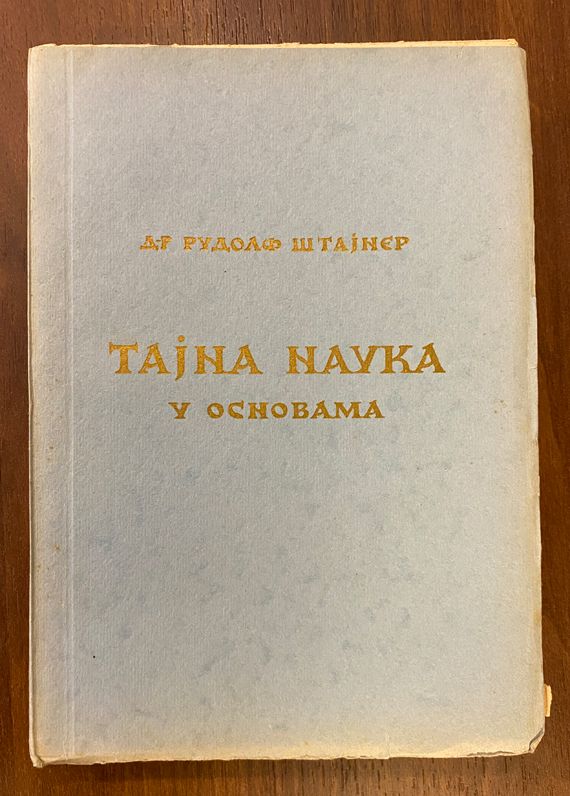 Д-Р РУДОЛФ ШТАЈНЕР
ТАЈНА НАУКА
У ОСНОВАМА